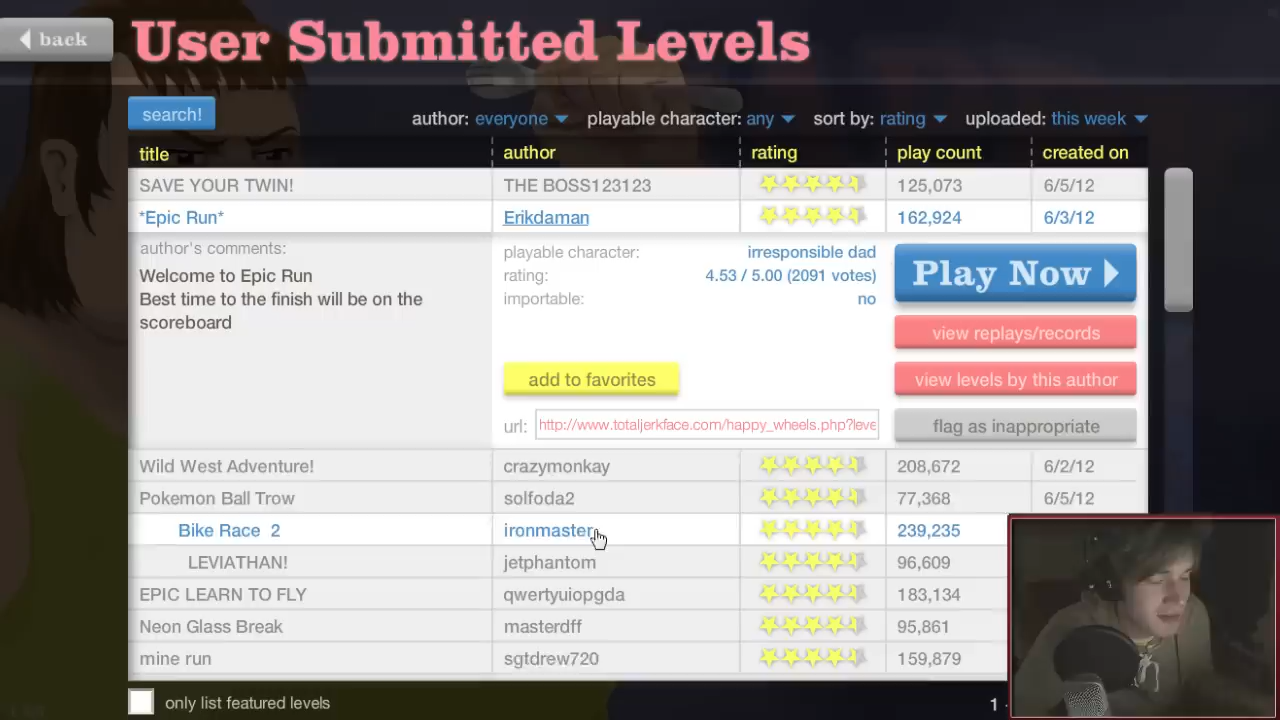 back
User Submitted Levels
search!
author: everyone playable character: any sort by: rating uploaded: this week
title author rating play count created on
SAVE YOUR TWIN! THE BOSS123123 125,073 6/5/12
*Epic Run* Erikdaman 162,924 6/3/12
author's comments:
Welcome to Epic Run
Best time to the finish will be on the
scoreboard
playable character: irresponsible dad
rating: 4.53 / 5.00 (2091 votes)
importable: no
add to favorites
url: http://www.totaljerkface.com/happy_wheels.php?leve
Play Now
view replays/records
view levels by this author
flag as inappropriate
Wild West Adventure! crazymonkay 208,672 6/2/12
Pokemon Ball Trow solfoda2 77,368 6/5/12
Bike Race 2 ironmaster 239,235
LEVIATHAN! jetphantom 96,609
EPIC LEARN TO FLY qwertyuiopgda 183,134
Neon Glass Break masterdff 95,861
mine run sgtdrew720 159,879
only list featured levels
1